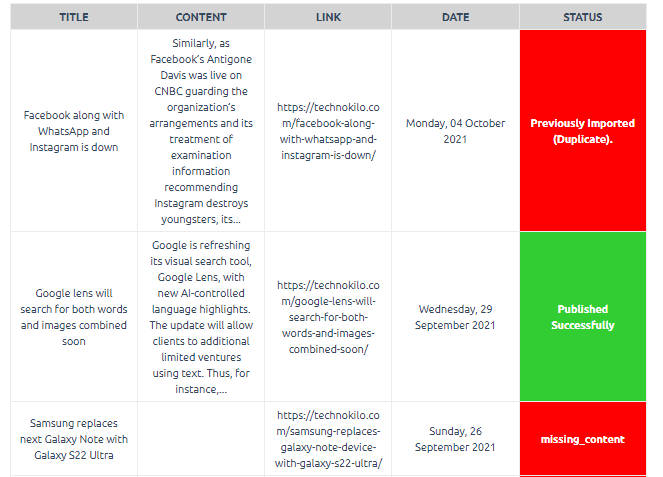 TITLE CONTENT LINK DATE STATUS
Facebook along with
WhatsApp and
Instagram is down
Similarly, as
Facebook's Antigone
Davis was live on
CNBC guarding the
organization's
arrangements and its
treatment of
examination
information
recommending
Instagram destroys
youngsters, its...
https://technokilo.co
m/facebook-along-
with-whatsapp-and-
instagram-is-down/
Monday, 04 October
2021
Previously Imported
(Duplicate).
Google lens will
search for both words
and images combined
soon
Google is refreshing
its visual search tool,
Google Lens, with
new AI-controlled
language highlights.
The update will allow
clients to additional
limited ventures
using text. Thus, for
instance,...
https://technokilo.co
m/google-lens-will-
search-for-both-
words-and-images-
combined-soon/
Wednesday, 29
September 2021
Published
Successfully
Samsung replaces
next Galaxy Note with
Galaxy S22 Ultra
https://technokilo.co
m/samsung-replaces-
galaxy-note-device-
with-galaxy-s22-ultra/
Sunday, 26
September 2021
missing_content